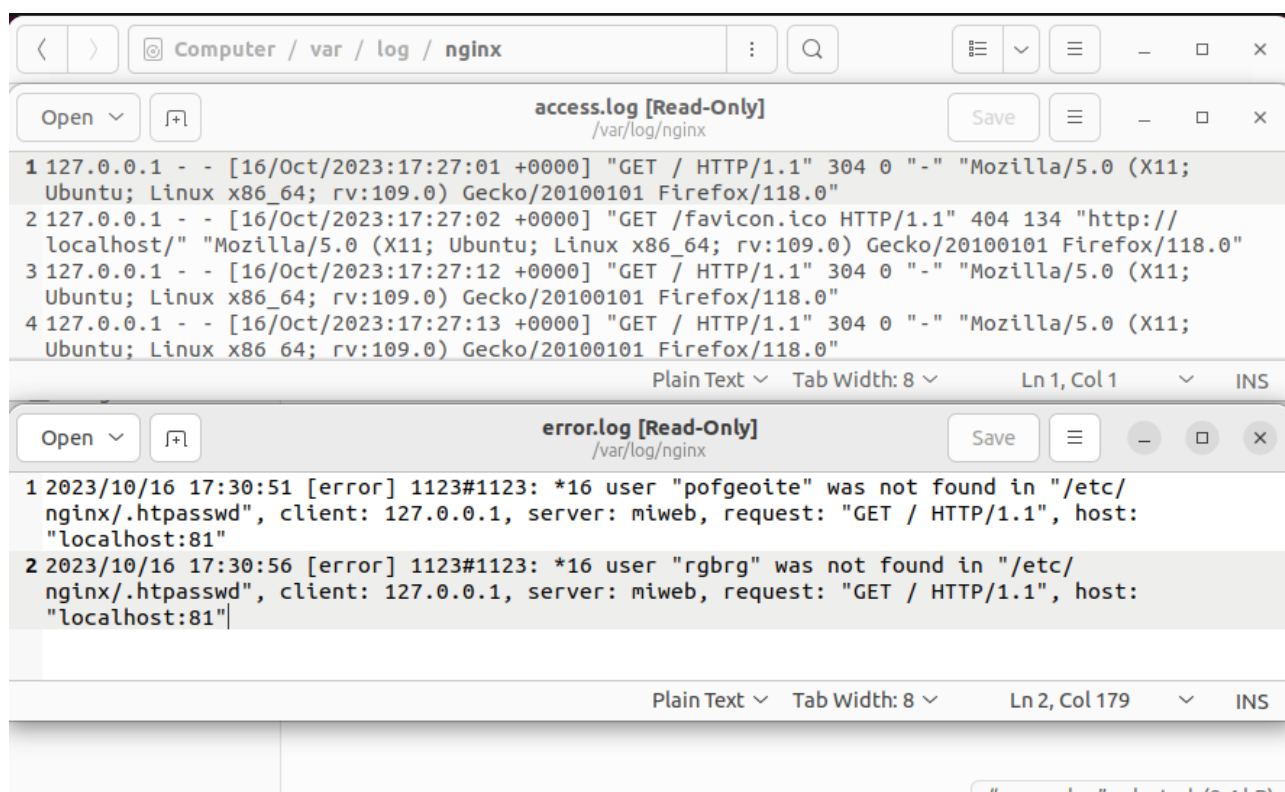 Computer / var / log / nginx
Open
access.log [Read-Only]
/var/log/nginx
Save
1 127.0.0.1 - - [16/Oct/2023:17:27:01 +0000] "GET / HTTP/1.1" 304 0 "-" "Mozilla/5.0 (X11;
Ubuntu; Linux x86_64; rv:109.0) Gecko/20100101 Firefox/118.0"
2 127.0.0.1 - - [16/Oct/2023:17:27:02 +0000] "GET /favicon.ico HTTP/1.1" 404 134 "http://
localhost/" "Mozilla/5.0 (X11; Ubuntu; Linux x86_64; rv:109.0) Gecko/20100101 Firefox/118.0"
3 127.0.0.1 - - [16/Oct/2023:17:27:12 +0000] "GET / HTTP/1.1" 304 0 "-" "Mozilla/5.0 (X11;
Ubuntu; Linux x86_64; rv:109.0) Gecko/20100101 Firefox/118.0"
4 127.0.0.1 - - [16/Oct/2023:17:27:13 +0000] "GET / HTTP/1.1" 304 0 "-" "Mozilla/5.0 (X11;
Ubuntu; Linux x86_64; rv:109.0) Gecko/20100101 Firefox/118.0"
Plain Text Tab Width: 8 Ln 1, Col 1 INS
Open
error.log [Read-Only]
/var/log/nginx
Save
1 2023/10/16 17:30:51 [error] 1123#1123: *16 user "pofgeoite" was not found in "/etc/
nginx/.htpasswd", client: 127.0.0.1, server: miweb, request: "GET / HTTP/1.1", host:
"localhost:81"
2 2023/10/16 17:30:56 [error] 1123#1123: *16 user "rgbrg" was not found in "/etc/
nginx/.htpasswd", client: 127.0.0.1, server: miweb, request: "GET / HTTP/1.1", host:
"localhost:81"
Plain Text Tab Width: 8 Ln 2, Col 179 INS